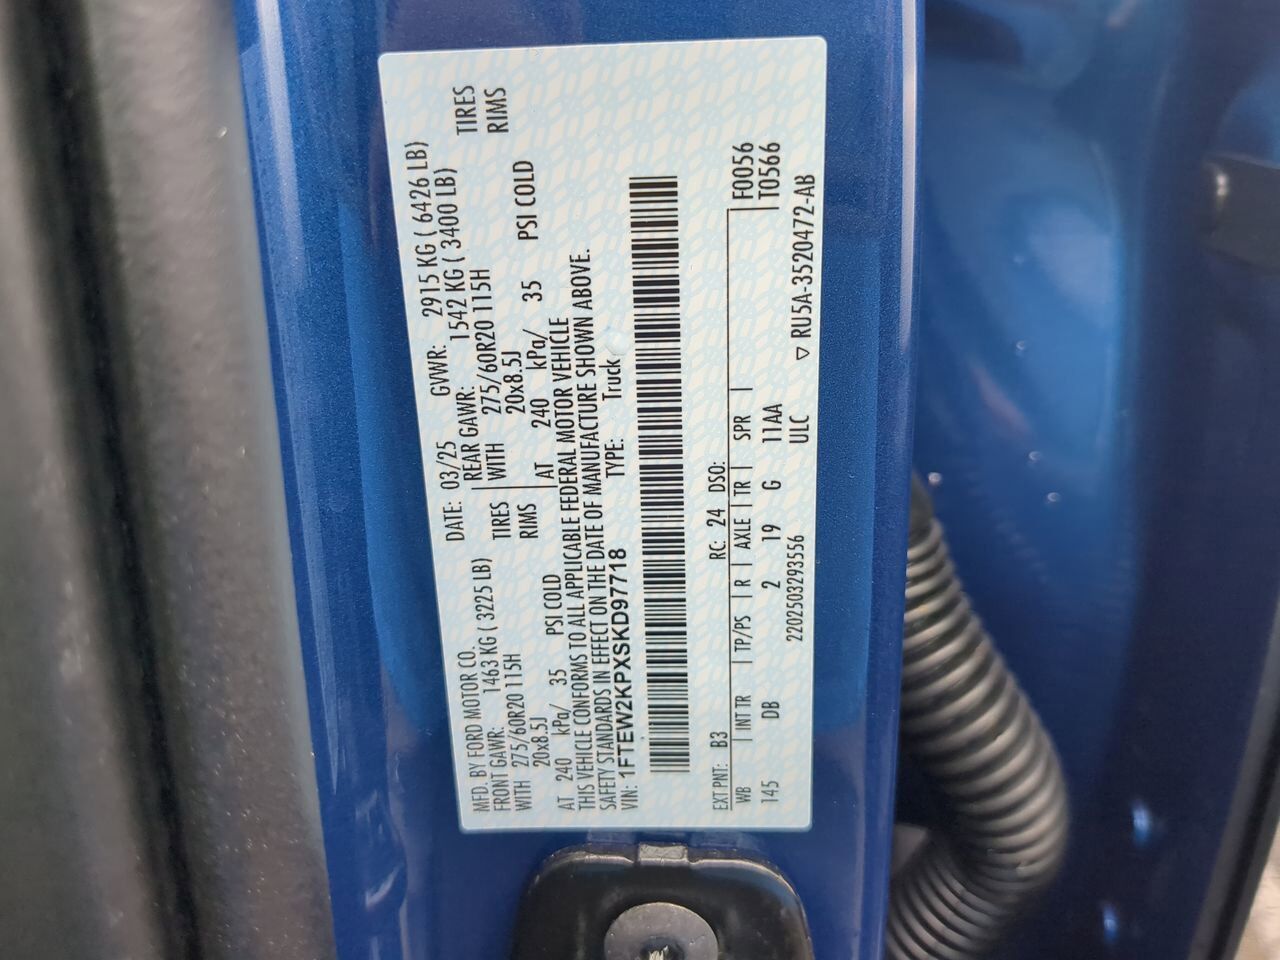 MFD. BY FORD MOTOR CO. DATE: 03/25 GVWR: 2915 KG ( 6426 LB)
FRONT GAWR: 1463 KG ( 3225 LB) REAR GAWR: 1542 KG ( 3400 LB)
WITH 275/60R20 115H TIRES WITH 275/60R20 115H TIRES
20x8.5J RIMS 20x8.5J RIMS
AT 240 kPa/ 35 PSI COLD AT 240 kPa/ 35 PSI COLD
THIS VEHICLE CONFORMS TO ALL APPLICABLE FEDERAL MOTOR VEHICLE
SAFETY STANDARDS IN EFFECT ON THE DATE OF MANUFACTURE SHOWN ABOVE.
VIN: 1FTEW2KPXSKD97718 TYPE: Truck
EXT PNT: B3 RC: 24 DSO: F0056
WB INT TR TP/PS R AXLE TR SPR T0566
145 DB 2 19 G 11AA
2202503293556 ULC ▽ RU5A-3520472-AB